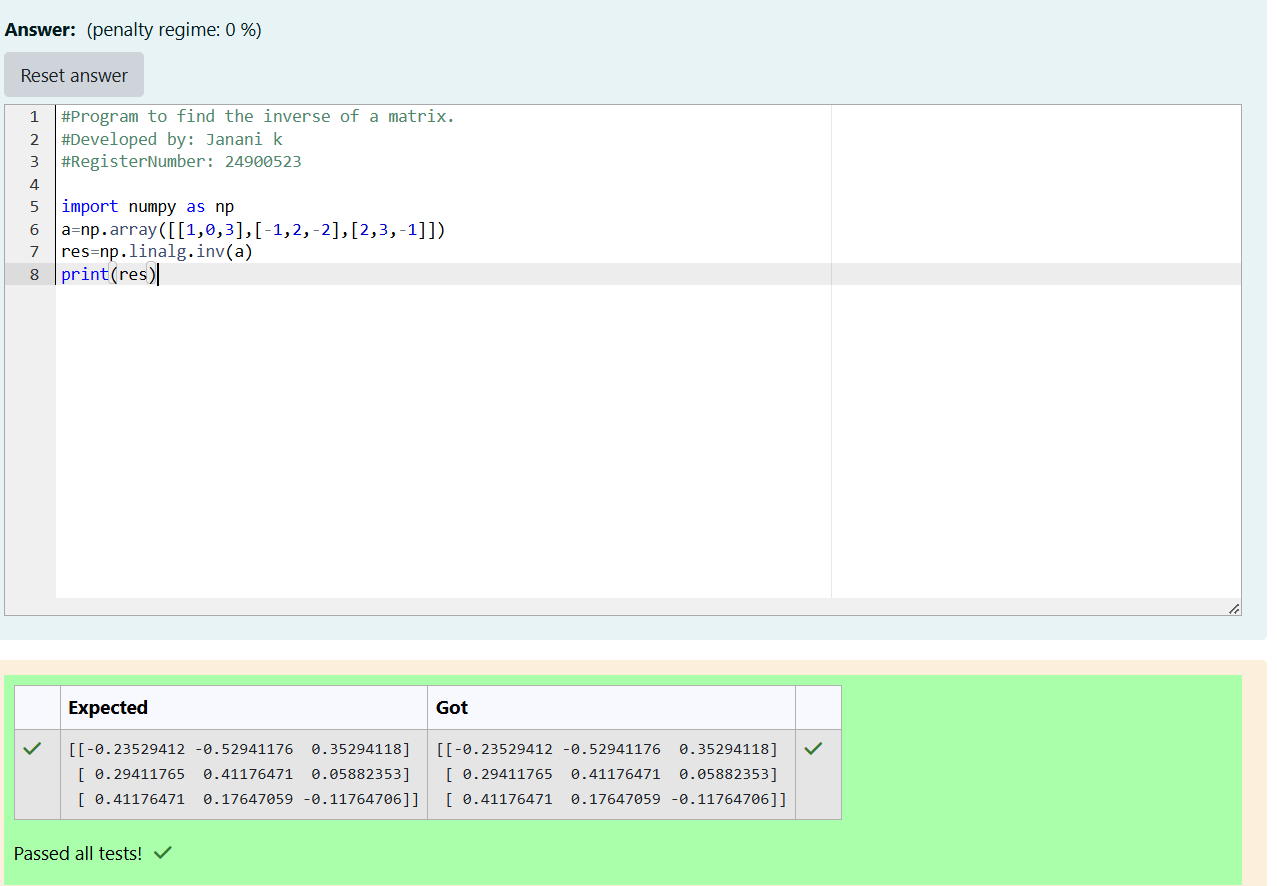 Answer: (penalty regime: 0 %)
Reset answer
1 #Program to find the inverse of a matrix.
2 #Developed by: Janani k
3 #RegisterNumber: 24900523
4
5 import numpy as np
6 a=np.array([[1,0,3],[-1,2,-2],[2,3,-1]])
7 res=np.linalg.inv(a)
8 print(res)
Expected Got
[[-0.23529412 -0.52941176  0.35294118] [[-0.23529412 -0.52941176  0.35294118]
[ 0.29411765  0.41176471  0.05882353] [ 0.29411765  0.41176471  0.05882353]
[ 0.41176471  0.17647059 -0.11764706]] [ 0.41176471  0.17647059 -0.11764706]]
Passed all tests!